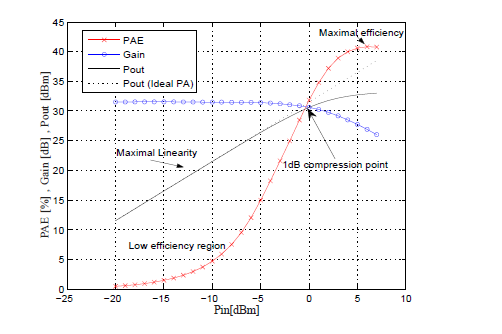 45
40
35
30
25
20
15
10
5
0
PAE [%] , Gain [dB] , Pout [dBm]
PAE
Gain
Pout
Pout (Ideal PA)
Maximal efficiency
Maximal Linearity
1dB compression point
Low efficiency region
−25
−20
−15
−10
−5
0
5
10
Pin[dBm]